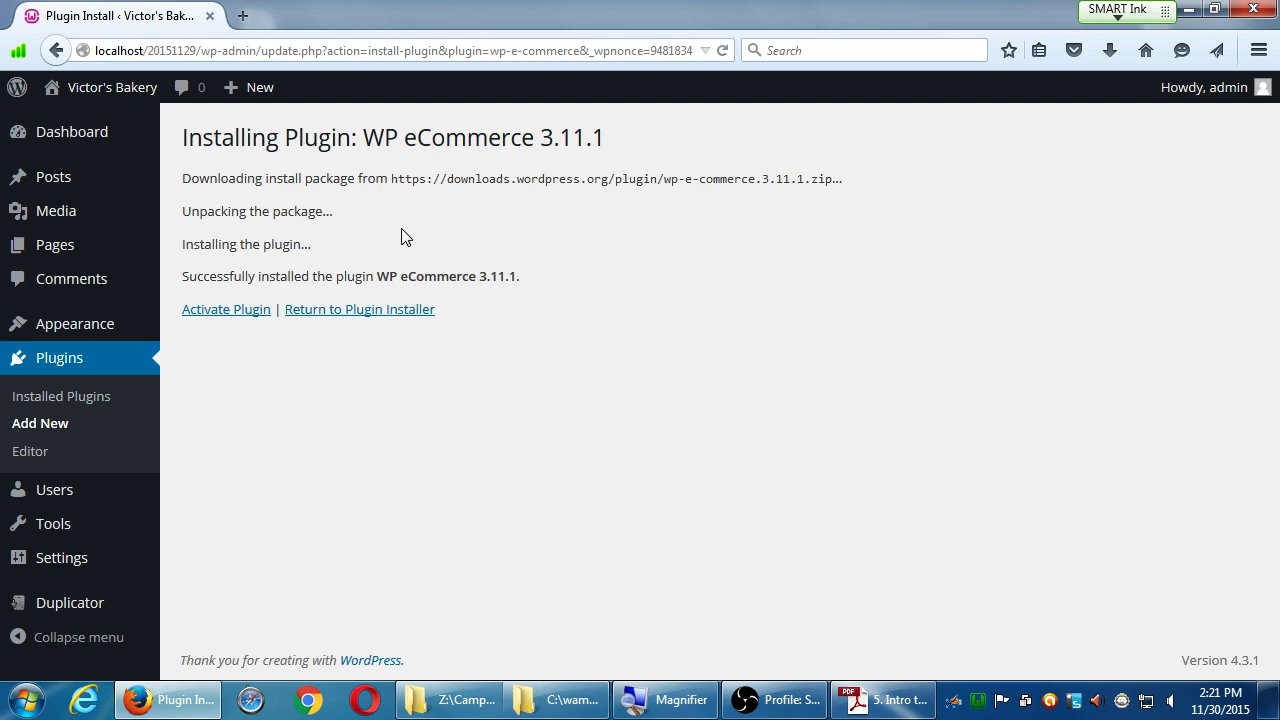 Plugin Install ‹ Victor's Bak...
SMART Ink
localhost/20151129/wp-admin/update.php?action=install-plugin&plugin=wp-e-commerce&_wpnonce=9481834
Search
Victor's Bakery
0
New
Howdy, admin
Dashboard
Posts
Media
Pages
Comments
Appearance
Plugins
Installed Plugins
Add New
Editor
Users
Tools
Settings
Duplicator
Collapse menu
Installing Plugin: WP eCommerce 3.11.1
Downloading install package from https://downloads.wordpress.org/plugin/wp-e-commerce.3.11.1.zip…
Unpacking the package…
Installing the plugin…
Successfully installed the plugin WP eCommerce 3.11.1.
Activate Plugin | Return to Plugin Installer
Thank you for creating with WordPress.
Version 4.3.1
Plugin In...
Z:\Camp...
C:\wam...
Magnifier
Profile: S...
PDF
5. Intro t...
2:21 PM
11/30/2015